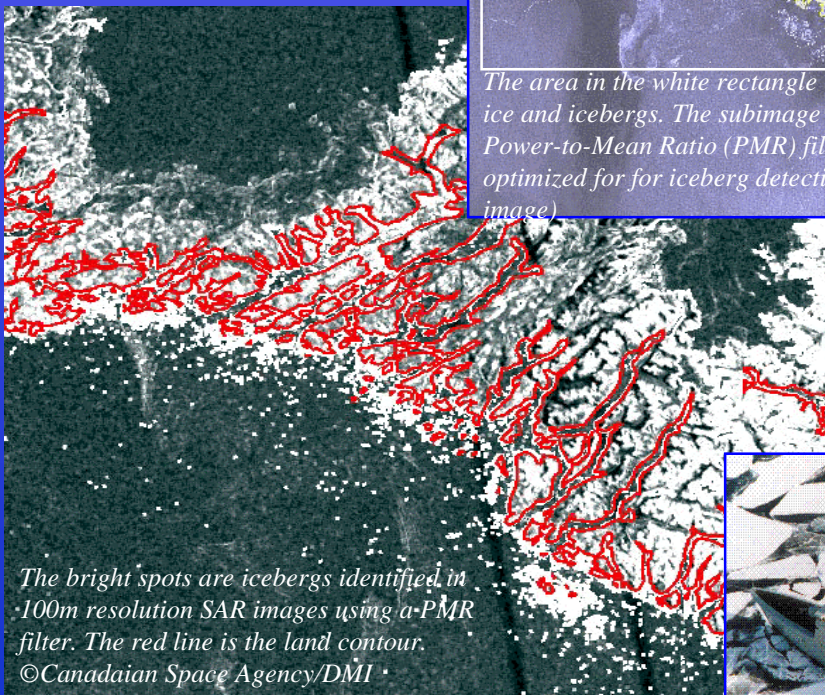 The area in the white rectangle
ice and icebergs. The subimage
Power-to-Mean Ratio (PMR) fil
optimized for for iceberg detecti
image)
The bright spots are icebergs identified in
100m resolution SAR images using a PMR
filter. The red line is the land contour.
©Canadaian Space Agency/DMI